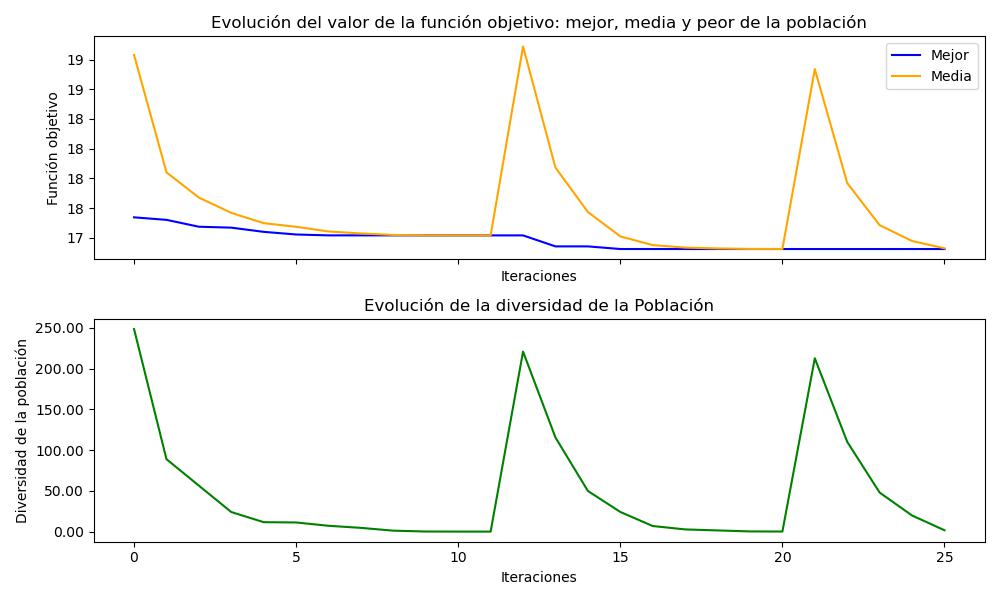 Evolución del valor de la función objetivo: mejor, media y peor de la población
Mejor
Media
19
19
18
18
18
18
17
Función objetivo
Iteraciones
Evolución de la diversidad de la Población
250.00
200.00
150.00
100.00
50.00
0.00
Diversidad de la población
0 5 10 15 20 25
Iteraciones